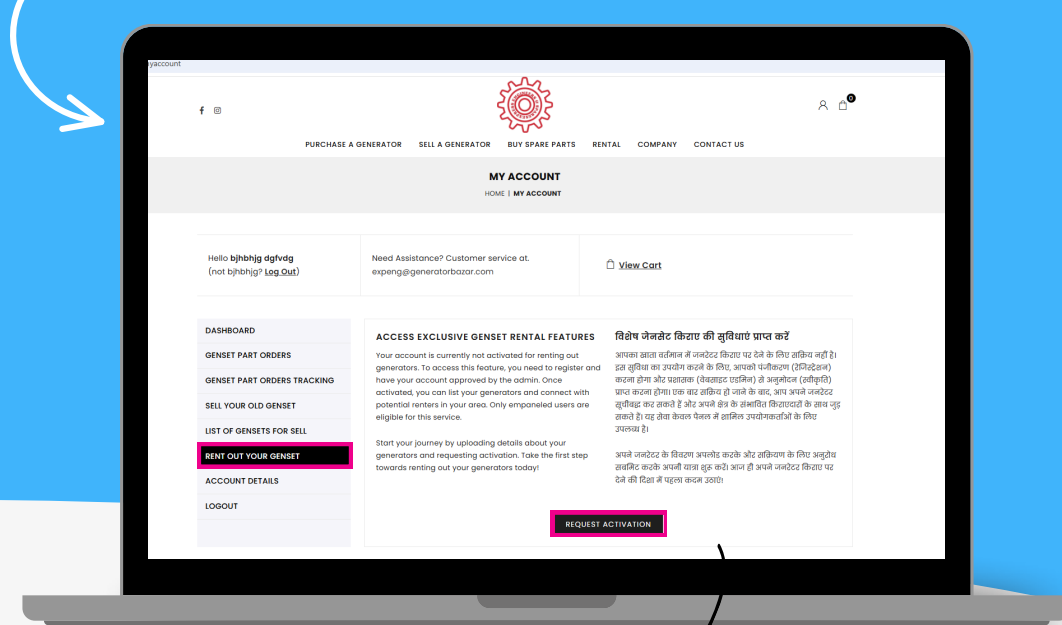 yaccount
0
PURCHASE A GENERATOR SELL A GENERATOR BUY SPARE PARTS RENTAL COMPANY CONTACT US
MY ACCOUNT
HOME | MY ACCOUNT
Hello bjhbhjg dgfvdg
(not bjhbhjg? Log Out)
Need Assistance? Customer service at.
expeng@generatorbazar.com
View Cart
DASHBOARD
GENSET PART ORDERS
GENSET PART ORDERS TRACKING
SELL YOUR OLD GENSET
LIST OF GENSETS FOR SELL
RENT OUT YOUR GENSET
ACCOUNT DETAILS
LOGOUT
ACCESS EXCLUSIVE GENSET RENTAL FEATURES
Your account is currently not activated for renting out
generators. To access this feature, you need to register and
have your account approved by the admin. Once
activated, you can list your generators and connect with
potential renters in your area. Only empaneled users are
eligible for this service.
Start your journey by uploading details about your
generators and requesting activation. Take the first step
towards renting out your generators today!
विशेष जेनसेट किराए की सुविधाएं प्राप्त करें
आपका खाता वर्तमान में जनरेटर किराए पर देने के लिए सक्रिय नहीं है।
इस सुविधा का उपयोग करने के लिए, आपको पंजीकरण (रेजिस्ट्रेशन)
करना होगा और प्रशासक (वेबसाइट एडमिन) से अनुमोदन (स्वीकृति)
प्राप्त करना होगा। एक बार सक्रिय हो जाने के बाद, आप अपने जनरेटर
सूचीबद्ध कर सकते हैं और अपने क्षेत्र के संभावित किराएदारों के साथ जुड़
सकते हैं। यह सेवा केवल पैनल में शामिल उपयोगकर्ताओं के लिए
उपलब्ध है।
अपने जनरेटर के विवरण अपलोड करके और सक्रियण के लिए अनुरोध
सबमिट करके अपनी यात्रा शुरू करें। आज ही अपने जनरेटर किराए पर
देने की दिशा में पहला कदम उठाएं!
REQUEST ACTIVATION